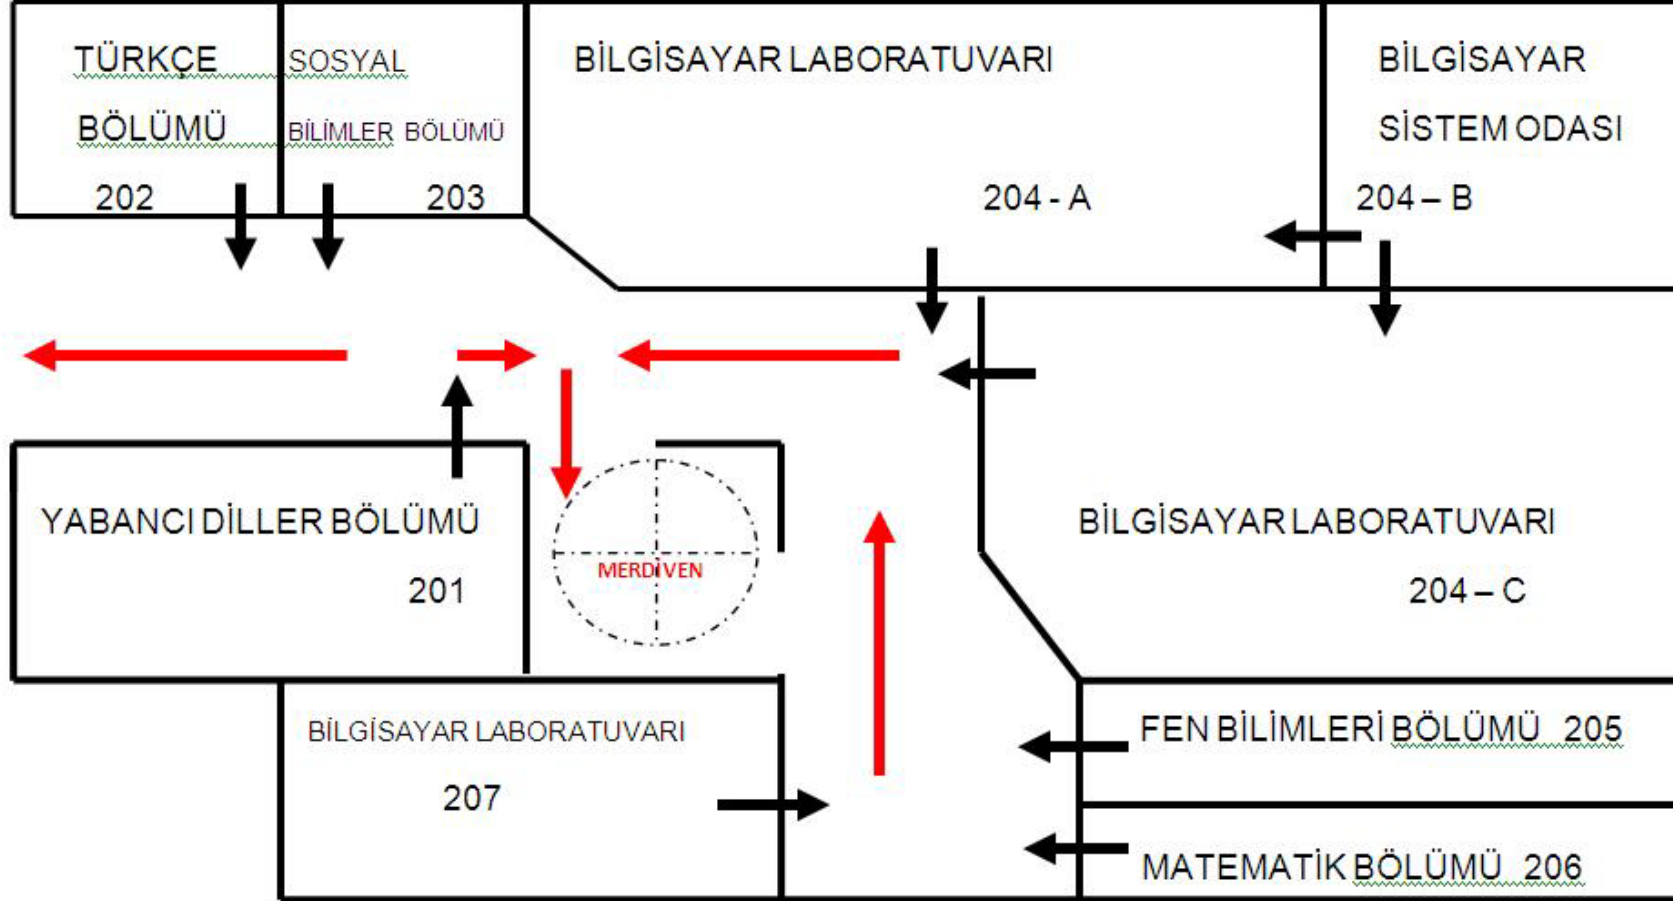 TÜRKÇE
BÖLÜMÜ
202
SOSYAL
BİLİMLER BÖLÜMÜ
203
BİLGİSAYAR LABORATUVARI
204 - A
BİLGİSAYAR
SİSTEM ODASI
204 – B
YABANCI DİLLER BÖLÜMÜ
201
MERDİVEN
BİLGİSAYAR LABORATUVARI
204 – C
BİLGİSAYAR LABORATUVARI
207
FEN BİLİMLERİ BÖLÜMÜ 205
MATEMATİK BÖLÜMÜ 206